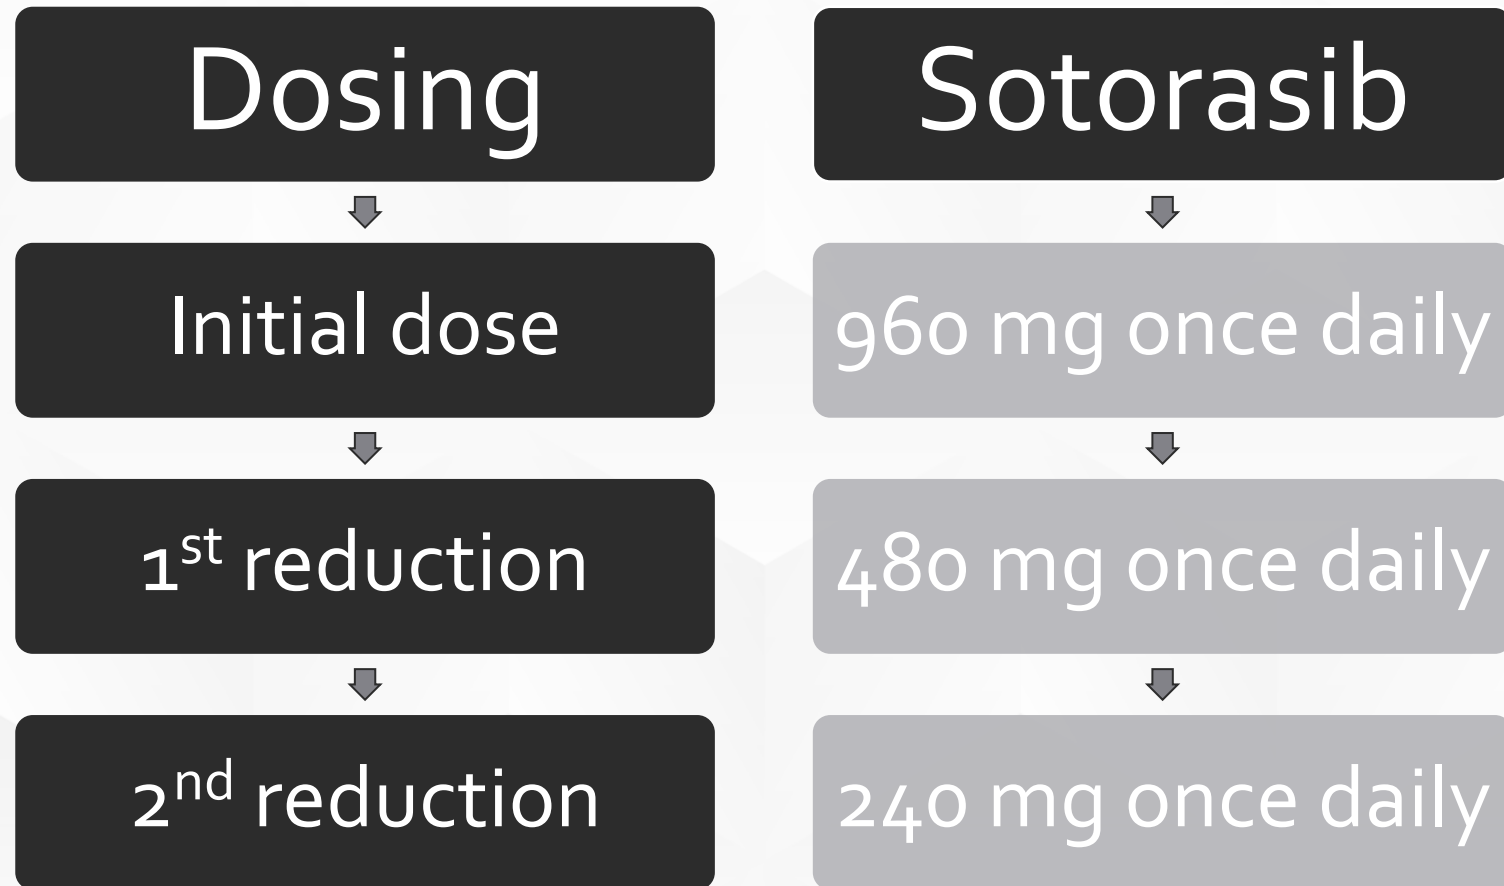 Dosing
Sotorasib
Initial dose
960 mg once daily
1st reduction
480 mg once daily
2nd reduction
240 mg once daily